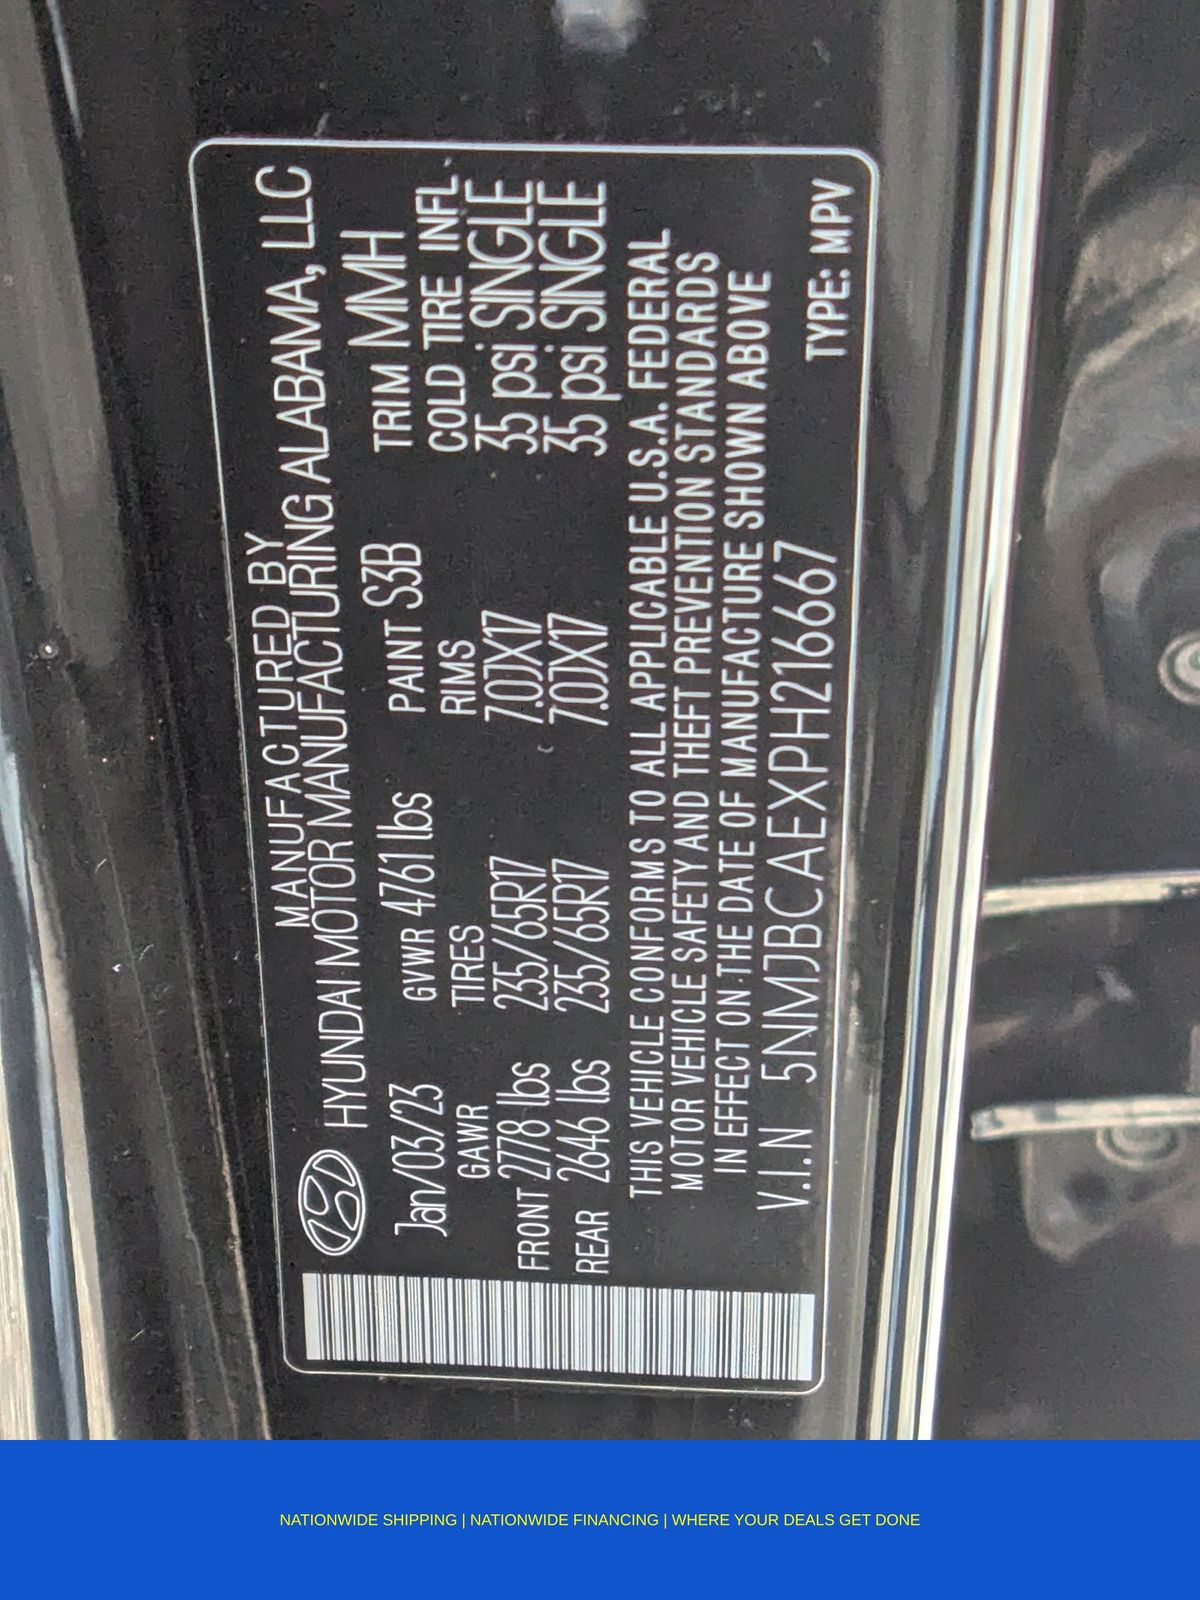 MANUFACTURED BY
HYUNDAI MOTOR MANUFACTURING ALABAMA, LLC
Jan/03/23 GVWR 4761 lbs PAINT S3B TRIM MMH
GAWR TIRES RIMS COLD TIRE INFL.
FRONT 2778 lbs 235/65R17 7.0JX17 35 psi SINGLE
REAR 2646 lbs 235/65R17 7.0JX17 35 psi SINGLE
THIS VEHICLE CONFORMS TO ALL APPLICABLE U.S.A. FEDERAL
MOTOR VEHICLE SAFETY AND THEFT PREVENTION STANDARDS
IN EFFECT ON THE DATE OF MANUFACTURE SHOWN ABOVE
V.I.N 5NMJBCAEXPH216667
TYPE: MPV
NATIONWIDE SHIPPING | NATIONWIDE FINANCING | WHERE YOUR DEALS GET DONE